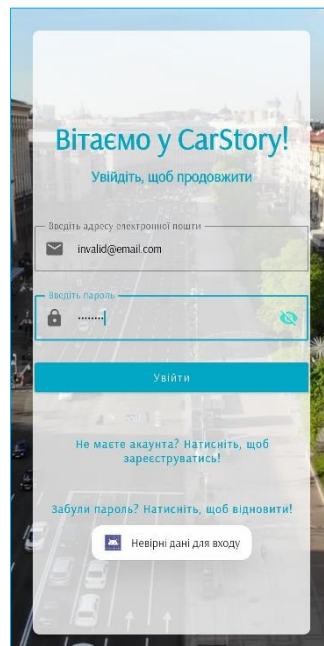 Вітаємо у CarStory!
Увійдіть, щоб продовжити
Введіть адресу електронної пошти
invalid@email.com
Введіть пароль
········
Увійти
Не маєте акаунта? Натисніть, щоб
зареєструватись!
Забули пароль? Натисніть, щоб відновити!
Невірні дані для входу